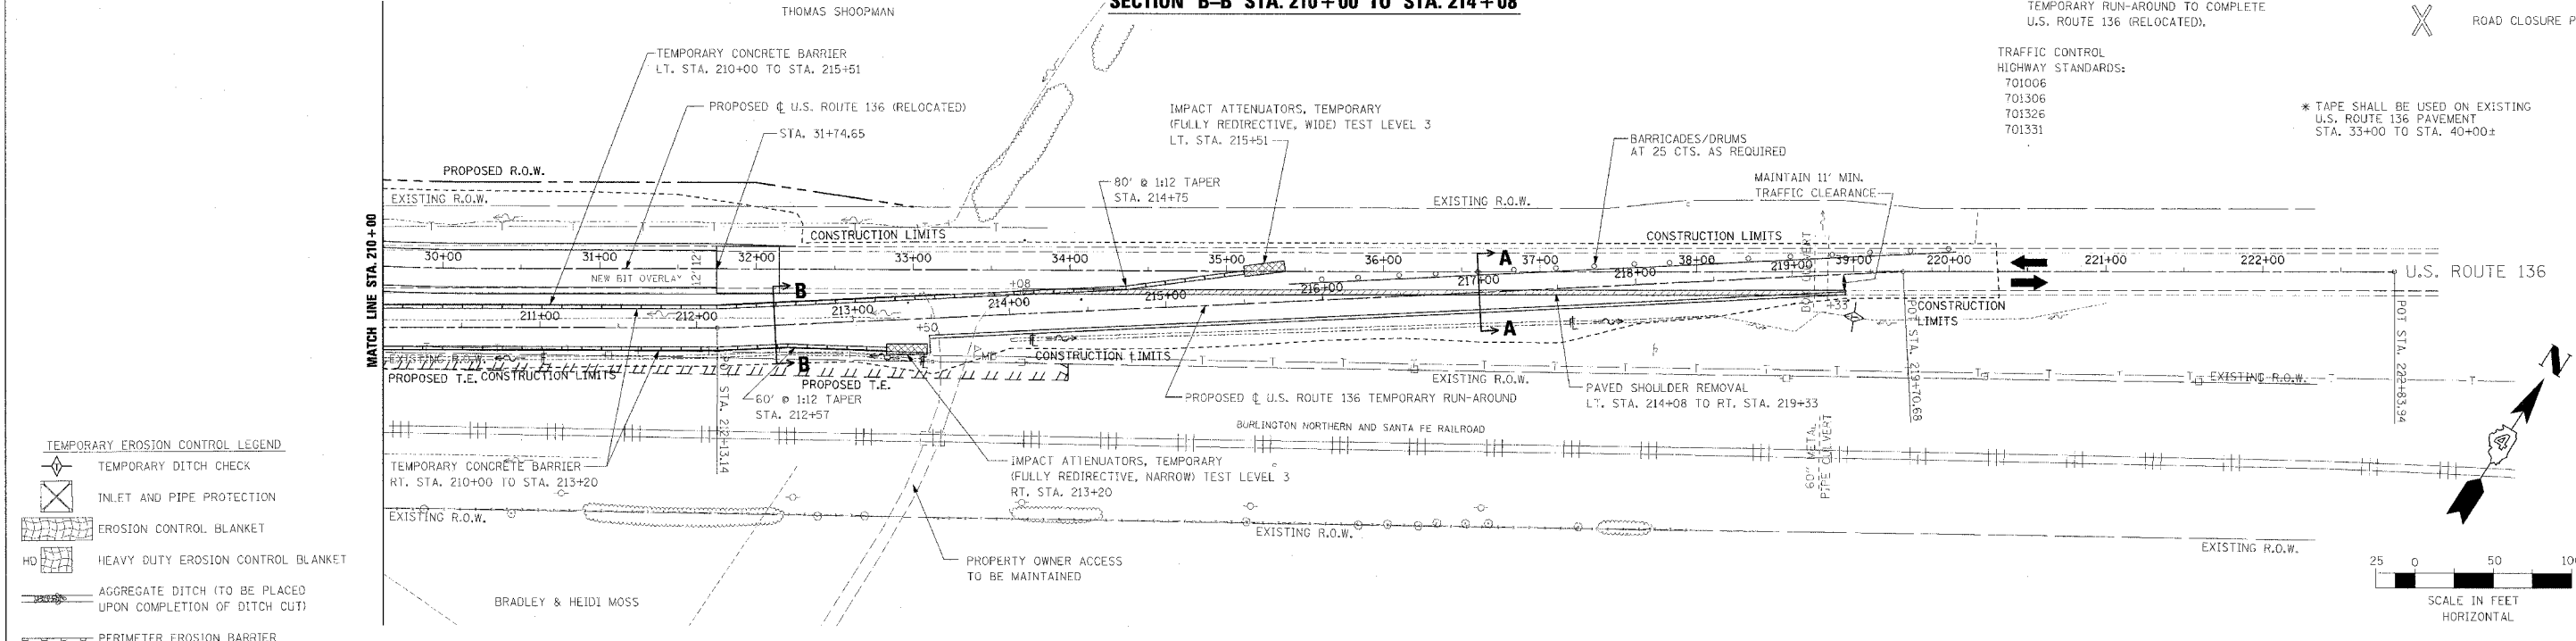 SECTION B-B STA. 210+00 TO STA. 214+08
THOMAS SHOOPMAN
TEMPORARY CONCRETE BARRIER
LT. STA. 210+00 TO STA. 215+51
PROPOSED ℄ U.S. ROUTE 136 (RELOCATED)
STA. 31+74.65
IMPACT ATTENUATORS, TEMPORARY
(FULLY REDIRECTIVE, WIDE) TEST LEVEL 3
LT. STA. 215+51
80' @ 1:12 TAPER
STA. 214+75
BARRICADES/DRUMS
AT 25 CTS. AS REQUIRED
MAINTAIN 11' MIN.
TRAFFIC CLEARANCE
TEMPORARY RUN-AROUND TO COMPLETE
U.S. ROUTE 136 (RELOCATED).
TRAFFIC CONTROL
HIGHWAY STANDARDS:
701006
701306
701326
701331
ROAD CLOSURE P
* TAPE SHALL BE USED ON EXISTING
U.S. ROUTE 136 PAVEMENT
STA. 33+00 TO STA. 40+00±
PROPOSED R.O.W.
EXISTING R.O.W.
EXISTING R.O.W.
CONSTRUCTION LIMITS
CONSTRUCTION LIMITS
MATCH LINE STA. 210+00
30+00
31+00
32+00
33+00
34+00
35+00
36+00
37+00
38+00
39+00
NEW BIT OVERLAY
211+00
212+00
213+00
214+00
215+00
216+00
217+00
218+00
219+00
220+00
221+00
222+00
+08
+50
+33
A
A
B
B
U.S. ROUTE 136
CONSTRUCTION
LIMITS
EXISTING R.O.W.
PROPOSED T.E.
CONSTRUCTION LIMITS
PROPOSED T.E.
CONSTRUCTION LIMITS
EXISTING R.O.W.
EXISTING R.O.W.
STA. 212+13.14
POT STA. 219+70.68
POT STA. 222+83.94
60' @ 1:12 TAPER
STA. 212+57
PROPOSED ℄ U.S. ROUTE 136 TEMPORARY RUN-AROUND
PAVED SHOULDER REMOVAL
LT. STA. 214+08 TO RT. STA. 219+33
BURLINGTON NORTHERN AND SANTA FE RAILROAD
60" METAL
PIPE CULVERT
TEMPORARY CONCRETE BARRIER
RT. STA. 210+00 TO STA. 213+20
IMPACT ATTENUATORS, TEMPORARY
(FULLY REDIRECTIVE, NARROW) TEST LEVEL 3
RT. STA. 213+20
EXISTING R.O.W.
EXISTING R.O.W.
EXISTING R.O.W.
PROPERTY OWNER ACCESS
TO BE MAINTAINED
BRADLEY & HEIDI MOSS
TEMPORARY EROSION CONTROL LEGEND
TEMPORARY DITCH CHECK
INLET AND PIPE PROTECTION
EROSION CONTROL BLANKET
HD
HEAVY DUTY EROSION CONTROL BLANKET
AGGREGATE DITCH (TO BE PLACED
UPON COMPLETION OF DITCH CUT)
PERIMETER EROSION BARRIER
N
4
25 0 50 100
SCALE IN FEET
HORIZONTAL